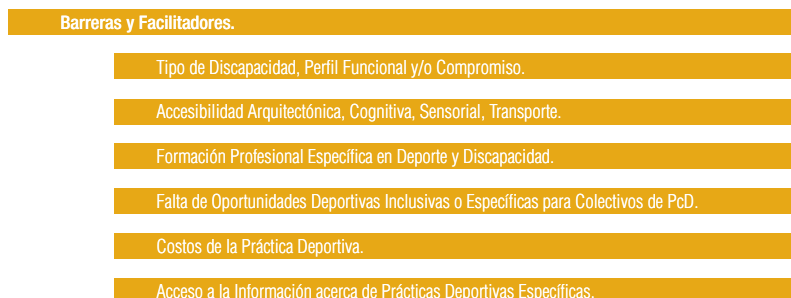 Barreras y Facilitadores.
Tipo de Discapacidad, Perfil Funcional y/o Compromiso.
Accesibilidad Arquitectónica, Cognitiva, Sensorial, Transporte.
Formación Profesional Específica en Deporte y Discapacidad.
Falta de Oportunidades Deportivas Inclusivas o Específicas para Colectivos de PcD.
Costos de la Práctica Deportiva.
Acceso a la Información acerca de Prácticas Deportivas Específicas.